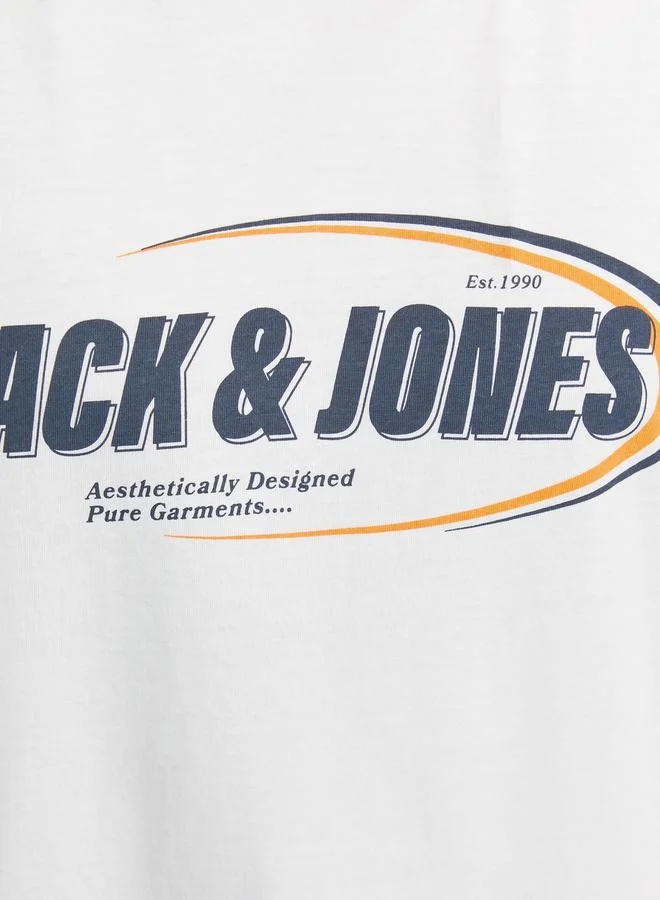 Est.1990
ACK & JONES
Aesthetically Designed
Pure Garments....